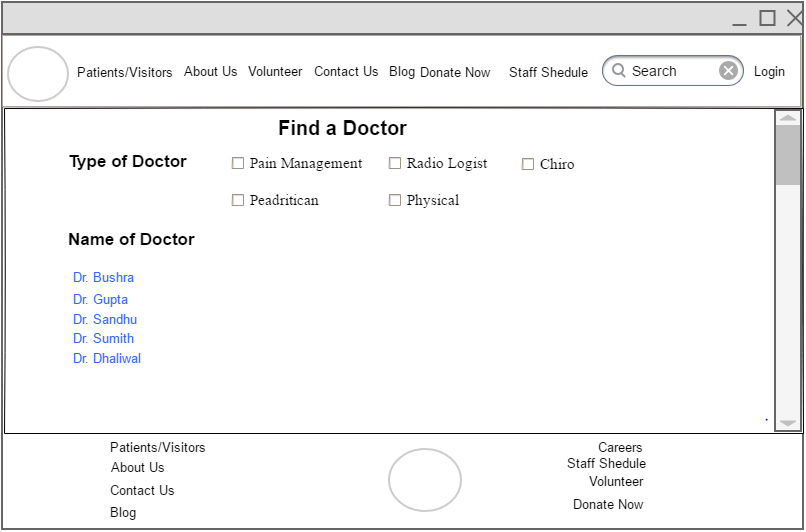 Patients/Visitors About Us Volunteer Contact Us Blog Donate Now Staff Shedule Search Login
Find a Doctor
Type of Doctor Pain Management Radio Logist Chiro
Peadritican Physical
Name of Doctor
Dr. Bushra
Dr. Gupta
Dr. Sandhu
Dr. Sumith
Dr. Dhaliwal
Patients/Visitors
About Us
Contact Us
Blog
Careers
Staff Shedule
Volunteer
Donate Now